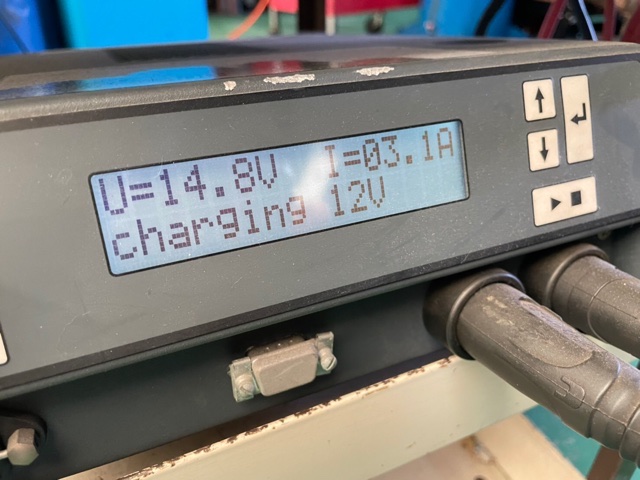 U=14.8V I=03.1A
charging 12V